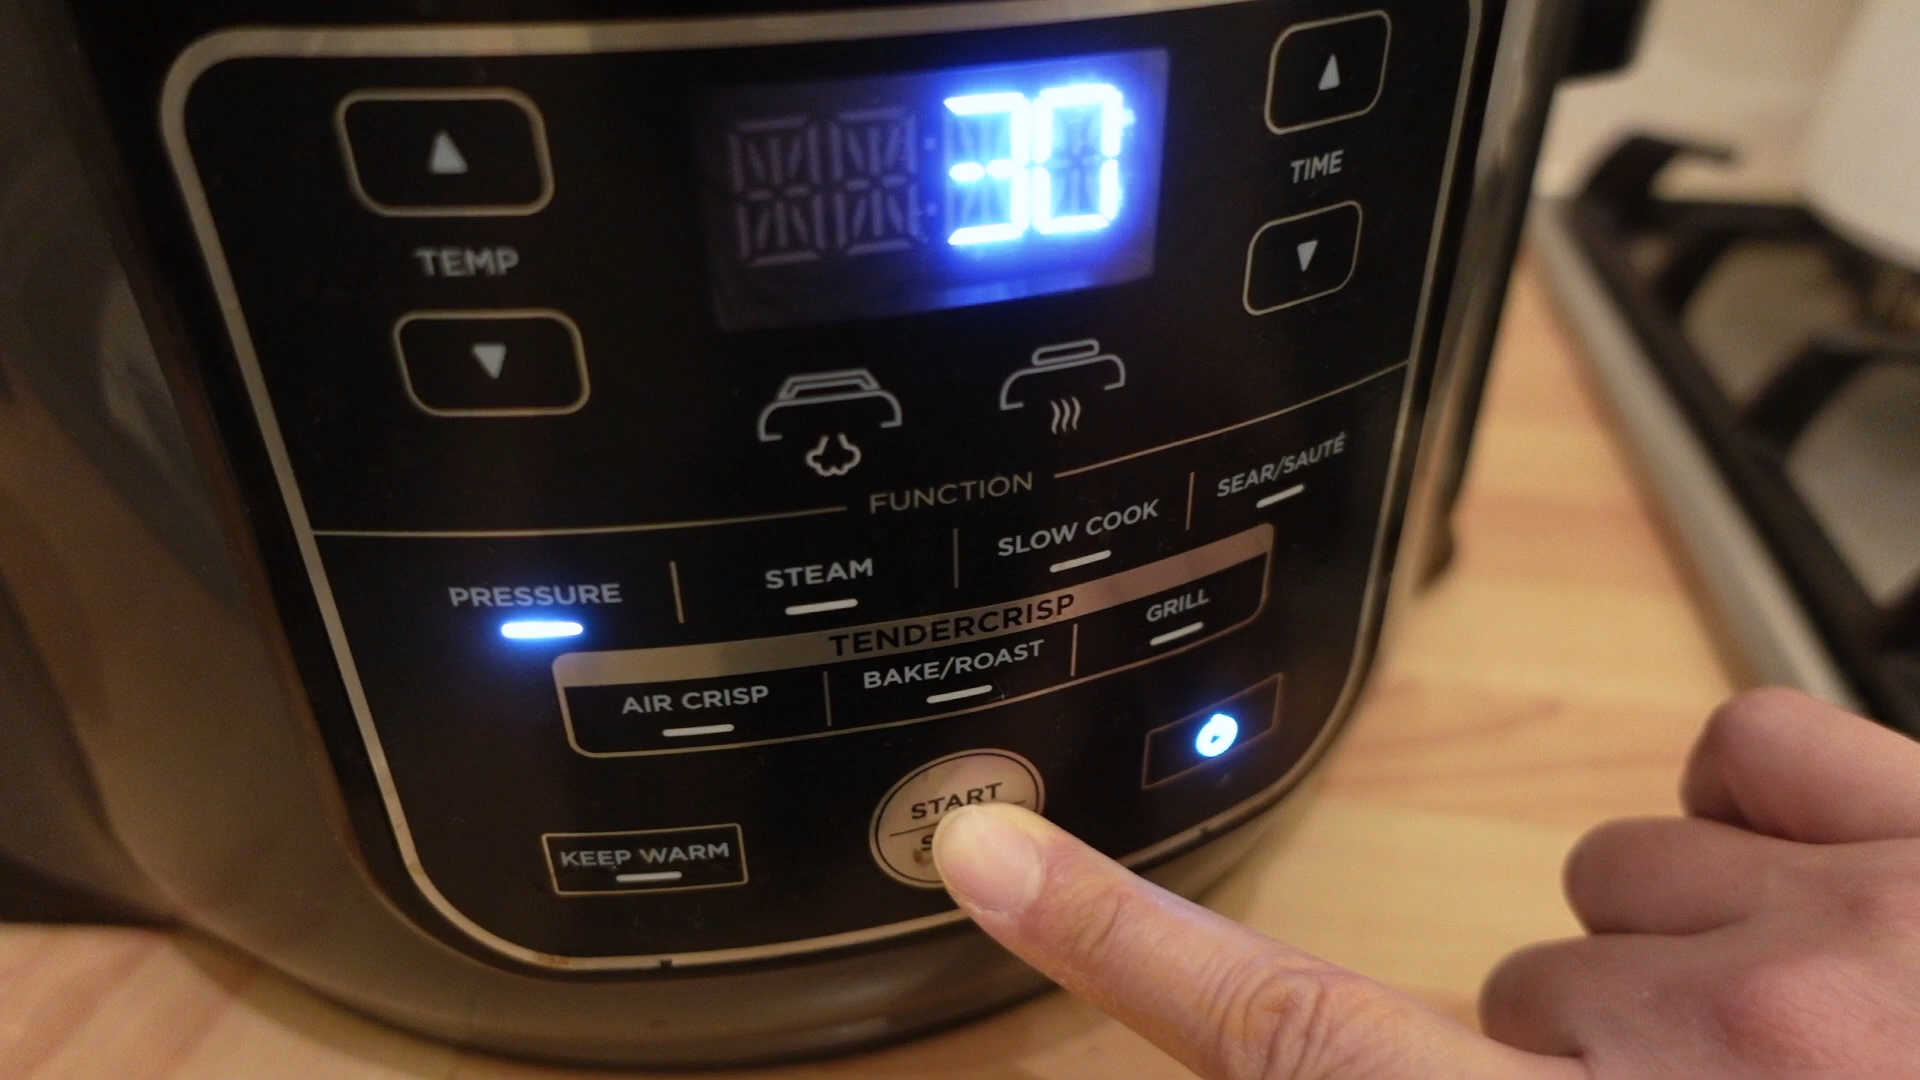 :30
TEMP
TIME
FUNCTION
PRESSURE
STEAM
SLOW COOK
SEAR/SAUTÉ
TENDERCRISP
AIR CRISP
BAKE/ROAST
GRILL
KEEP WARM
START